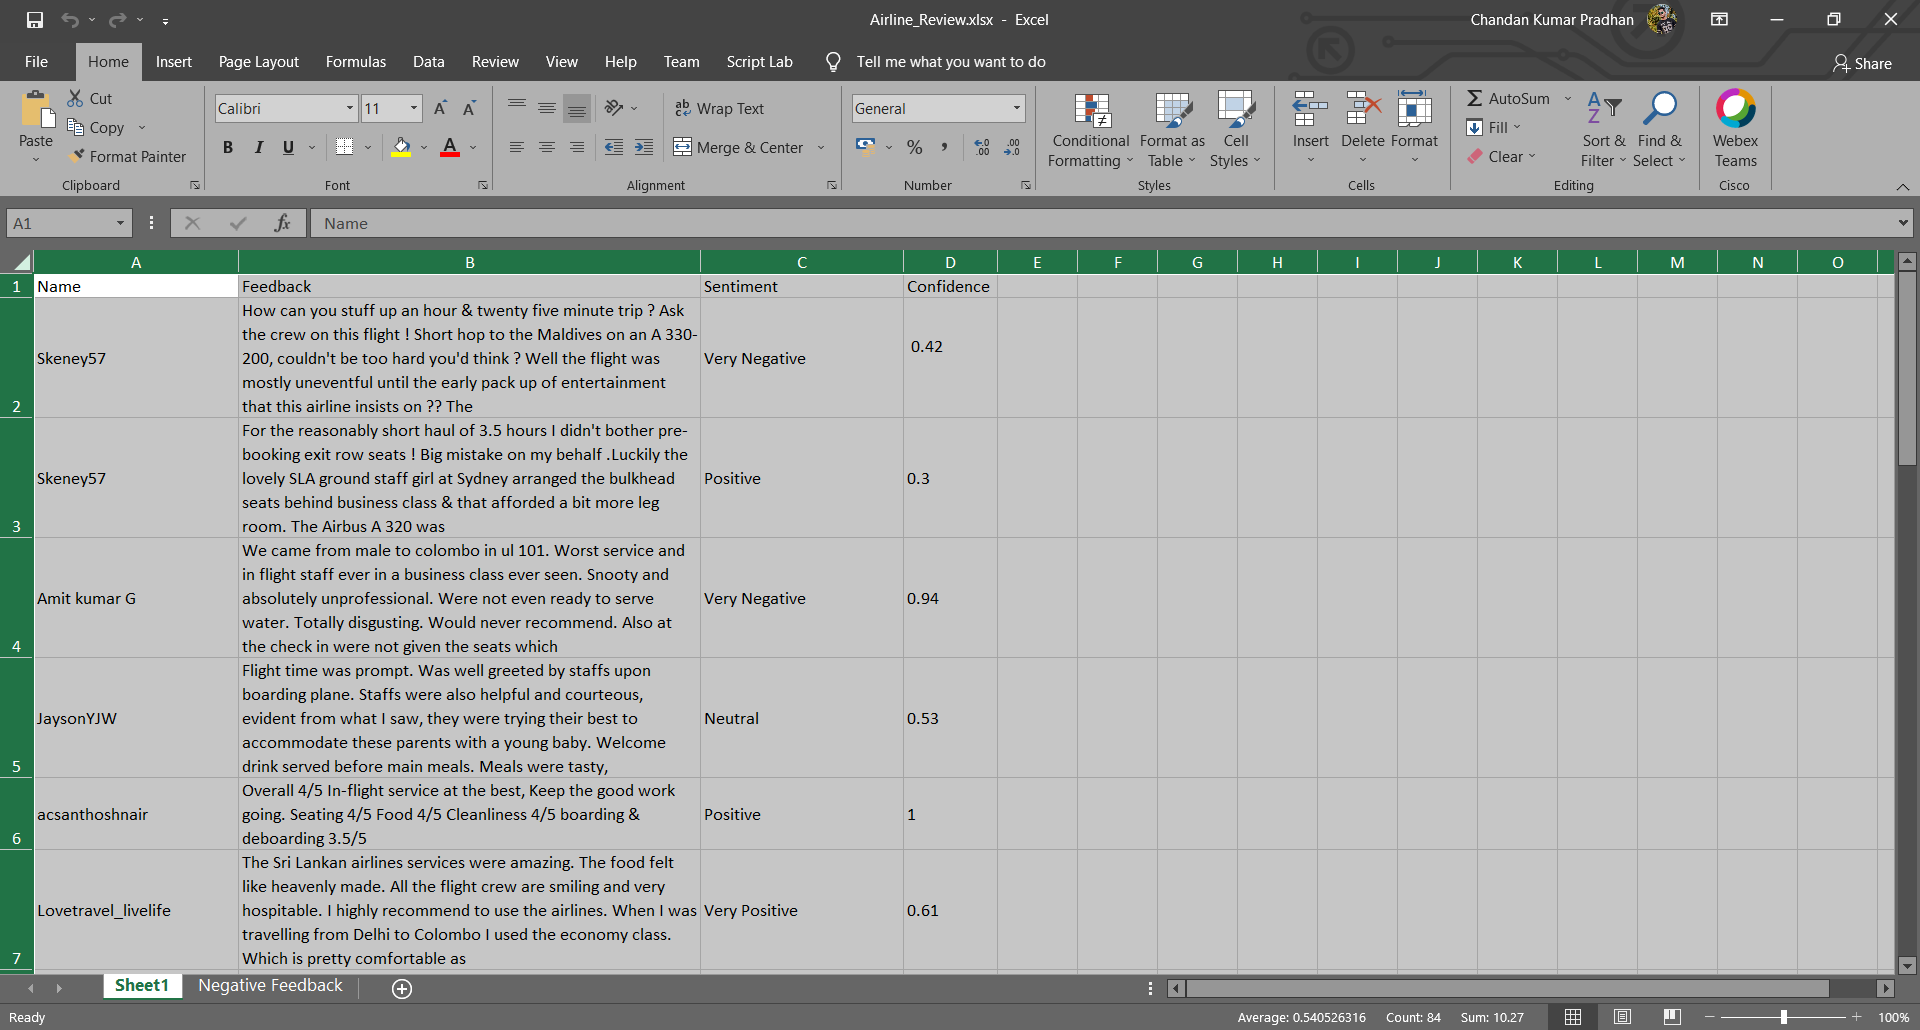 Airline_Review.xlsx - Excel
Chandan Kumar Pradhan
File Home Insert Page Layout Formulas Data Review View Help Team Script Lab Tell me what you want to do
Share
Paste
Cut
Copy
Format Painter
Clipboard
Calibri 11
B I U
Font
Wrap Text
Merge & Center
Alignment
General
% ,
Number
Conditional Formatting
Format as Table
Cell Styles
Styles
Insert Delete Format
Cells
AutoSum
Fill
Clear
Sort & Filter
Find & Select
Editing
Webex Teams
Cisco
A1 fx Name
A B C D E F G H I J K L M N O
1 Name Feedback Sentiment Confidence
How can you stuff up an hour & twenty five minute trip ? Ask
the crew on this flight ! Short hop to the Maldives on an A 330-
200, couldn't be too hard you'd think ? Well the flight was
mostly uneventful until the early pack up of entertainment
that this airline insists on ?? The
2 Skeney57 Very Negative 0.42
For the reasonably short haul of 3.5 hours I didn't bother pre-
booking exit row seats ! Big mistake on my behalf .Luckily the
lovely SLA ground staff girl at Sydney arranged the bulkhead
seats behind business class & that afforded a bit more leg
room. The Airbus A 320 was
3 Skeney57 Positive 0.3
We came from male to colombo in ul 101. Worst service and
in flight staff ever in a business class ever seen. Snooty and
absolutely unprofessional. Were not even ready to serve
water. Totally disgusting. Would never recommend. Also at
the check in were not given the seats which
4 Amit kumar G Very Negative 0.94
Flight time was prompt. Was well greeted by staffs upon
boarding plane. Staffs were also helpful and courteous,
evident from what I saw, they were trying their best to
accommodate these parents with a young baby. Welcome
drink served before main meals. Meals were tasty,
5 JaysonYJW Neutral 0.53
Overall 4/5 In-flight service at the best, Keep the good work
going. Seating 4/5 Food 4/5 Cleanliness 4/5 boarding &
deboarding 3.5/5
6 acsanthoshnair Positive 1
The Sri Lankan airlines services were amazing. The food felt
like heavenly made. All the flight crew are smiling and very
hospitable. I highly recommend to use the airlines. When I was
travelling from Delhi to Colombo I used the economy class.
Which is pretty comfortable as
7 Lovetravel_livelife Very Positive 0.61
Sheet1 Negative Feedback
Ready Average: 0.540526316 Count: 84 Sum: 10.27 100%